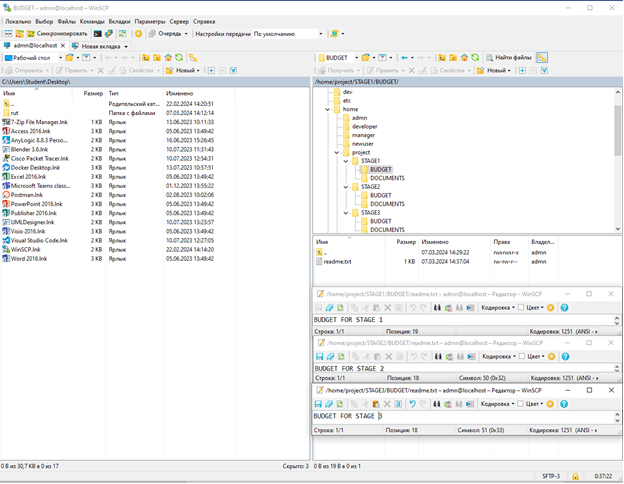 BUDGET – admn@localhost – WinSCP
Локально Выбор Файлы Команды Вкладки Параметры Сервер Справка
Синхронизировать Очередь Настройки передачи По умолчанию
admn@localhost Новая вкладка
Рабочий стол
Отправить Править Свойства Новый
C:\Users\Student\Desktop\
Имя Размер Тип Изменено
.. Родительский кат... 22.02.2024 14:20:51
rut Папка с файлами 07.03.2024 14:12:14
7-Zip File Manager.lnk 1 KB Ярлык 13.06.2023 10:11:33
Access 2016.lnk 3 KB Ярлык 05.06.2023 13:49:42
AnyLogic 8.8.3 Perso... 2 KB Ярлык 16.06.2023 15:26:45
Blender 3.6.lnk 2 KB Ярлык 10.07.2023 11:31:43
Cisco Packet Tracer.lnk 2 KB Ярлык 10.07.2023 12:54:31
Docker Desktop.lnk 2 KB Ярлык 13.07.2023 10:57:51
Excel 2016.lnk 3 KB Ярлык 05.06.2023 13:49:42
Microsoft Teams class... 3 KB Ярлык 01.12.2023 13:55:22
Postman.lnk 3 KB Ярлык 02.08.2023 10:02:06
PowerPoint 2016.lnk 3 KB Ярлык 05.06.2023 13:49:42
Publisher 2016.lnk 3 KB Ярлык 05.06.2023 13:49:42
UMLDesigner.lnk 2 KB Ярлык 10.07.2023 13:23:57
Visio 2016.lnk 3 KB Ярлык 05.06.2023 13:49:42
Visual Studio Code.lnk 2 KB Ярлык 10.07.2023 12:27:05
WinSCP.lnk 2 KB Ярлык 22.02.2024 14:14:20
Word 2016.lnk 3 KB Ярлык 05.06.2023 13:49:42
0 B из 30,7 KB в 0 из 17 Скрыто: 3
BUDGET Найти файлы
Получить Править Свойства Новый
/home/project/STAGE1/BUDGET/
dev
etc
home
admn
developer
manager
newuser
project
STAGE1
BUDGET
DOCUMENTS
STAGE2
BUDGET
DOCUMENTS
STAGE3
BUDGET
DOCUMENTS
Имя Размер Изменено Права Владел...
.. 07.03.2024 14:29:22 rwxrwxr-x admn
readme.txt 1 KB 07.03.2024 14:37:04 rw-rw-r-- admn
/home/project/STAGE1/BUDGET/readme.txt – admn@localhost – Редактор – WinSCP
Кодировка Цвет
BUDGET FOR STAGE 1
Строка: 1/1 Позиция: 19 Кодировка: 1251 (ANSI -
/home/project/STAGE2/BUDGET/readme.txt – admn@localhost – Редактор – WinSCP
Кодировка Цвет
BUDGET FOR STAGE 2
Строка: 1/1 Позиция: 18 Символ: 50 (0x32) Кодировка: 1251 (ANSI -
/home/project/STAGE3/BUDGET/readme.txt – admn@localhost – Редактор – WinSCP
Кодировка Цвет
BUDGET FOR STAGE 3
Строка: 1/1 Позиция: 18 Символ: 51 (0x33) Кодировка: 1251 (ANSI -
0 B из 19 B в 0 из 1
SFTP-3 0:37:22